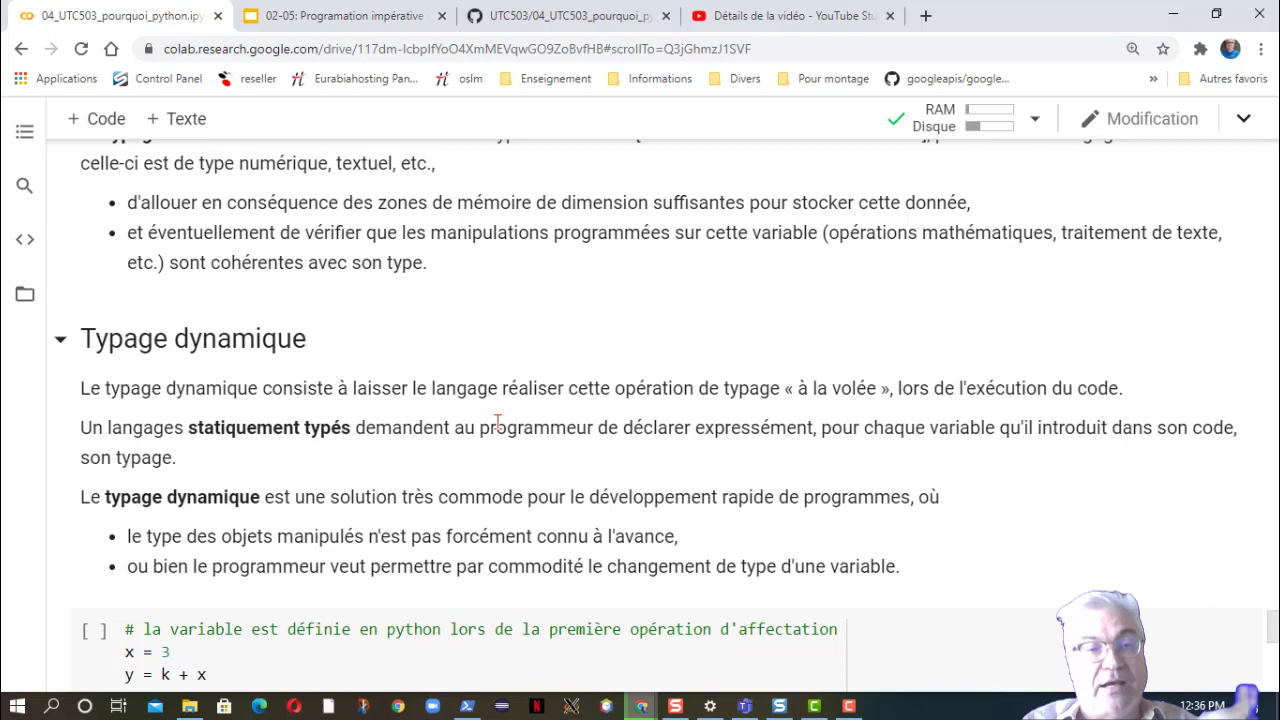 04_UTC503_pourquoi_python.ipy
02-05: Programation impérative
UTC503/04_UTC503_pourquoi_py
Détails de la vidéo - YouTube Stu
colab.research.google.com/drive/117dm-IcbpIfYoO4XmMEVqwGO9ZoBvfHB#scrollTo=Q3jGhmzJ1SVF
Applications Control Panel reseller Eurabiahosting Pan... oslm Enseignement Informations Divers Pour montage googleapis/google... » Autres favoris
+ Code + Texte RAM Disque Modification
celle-ci est de type numérique, textuel, etc.,
• d'allouer en conséquence des zones de mémoire de dimension suffisantes pour stocker cette donnée,
• et éventuellement de vérifier que les manipulations programmées sur cette variable (opérations mathématiques, traitement de texte,
etc.) sont cohérentes avec son type.
Typage dynamique
Le typage dynamique consiste à laisser le langage réaliser cette opération de typage « à la volée », lors de l'exécution du code.
Un langages statiquement typés demandent au programmeur de déclarer expressément, pour chaque variable qu'il introduit dans son code,
son typage.
Le typage dynamique est une solution très commode pour le développement rapide de programmes, où
• le type des objets manipulés n'est pas forcément connu à l'avance,
• ou bien le programmeur veut permettre par commodité le changement de type d'une variable.
[ ] # la variable est définie en python lors de la première opération d'affectation
x = 3
y = k + x
12:36 PM